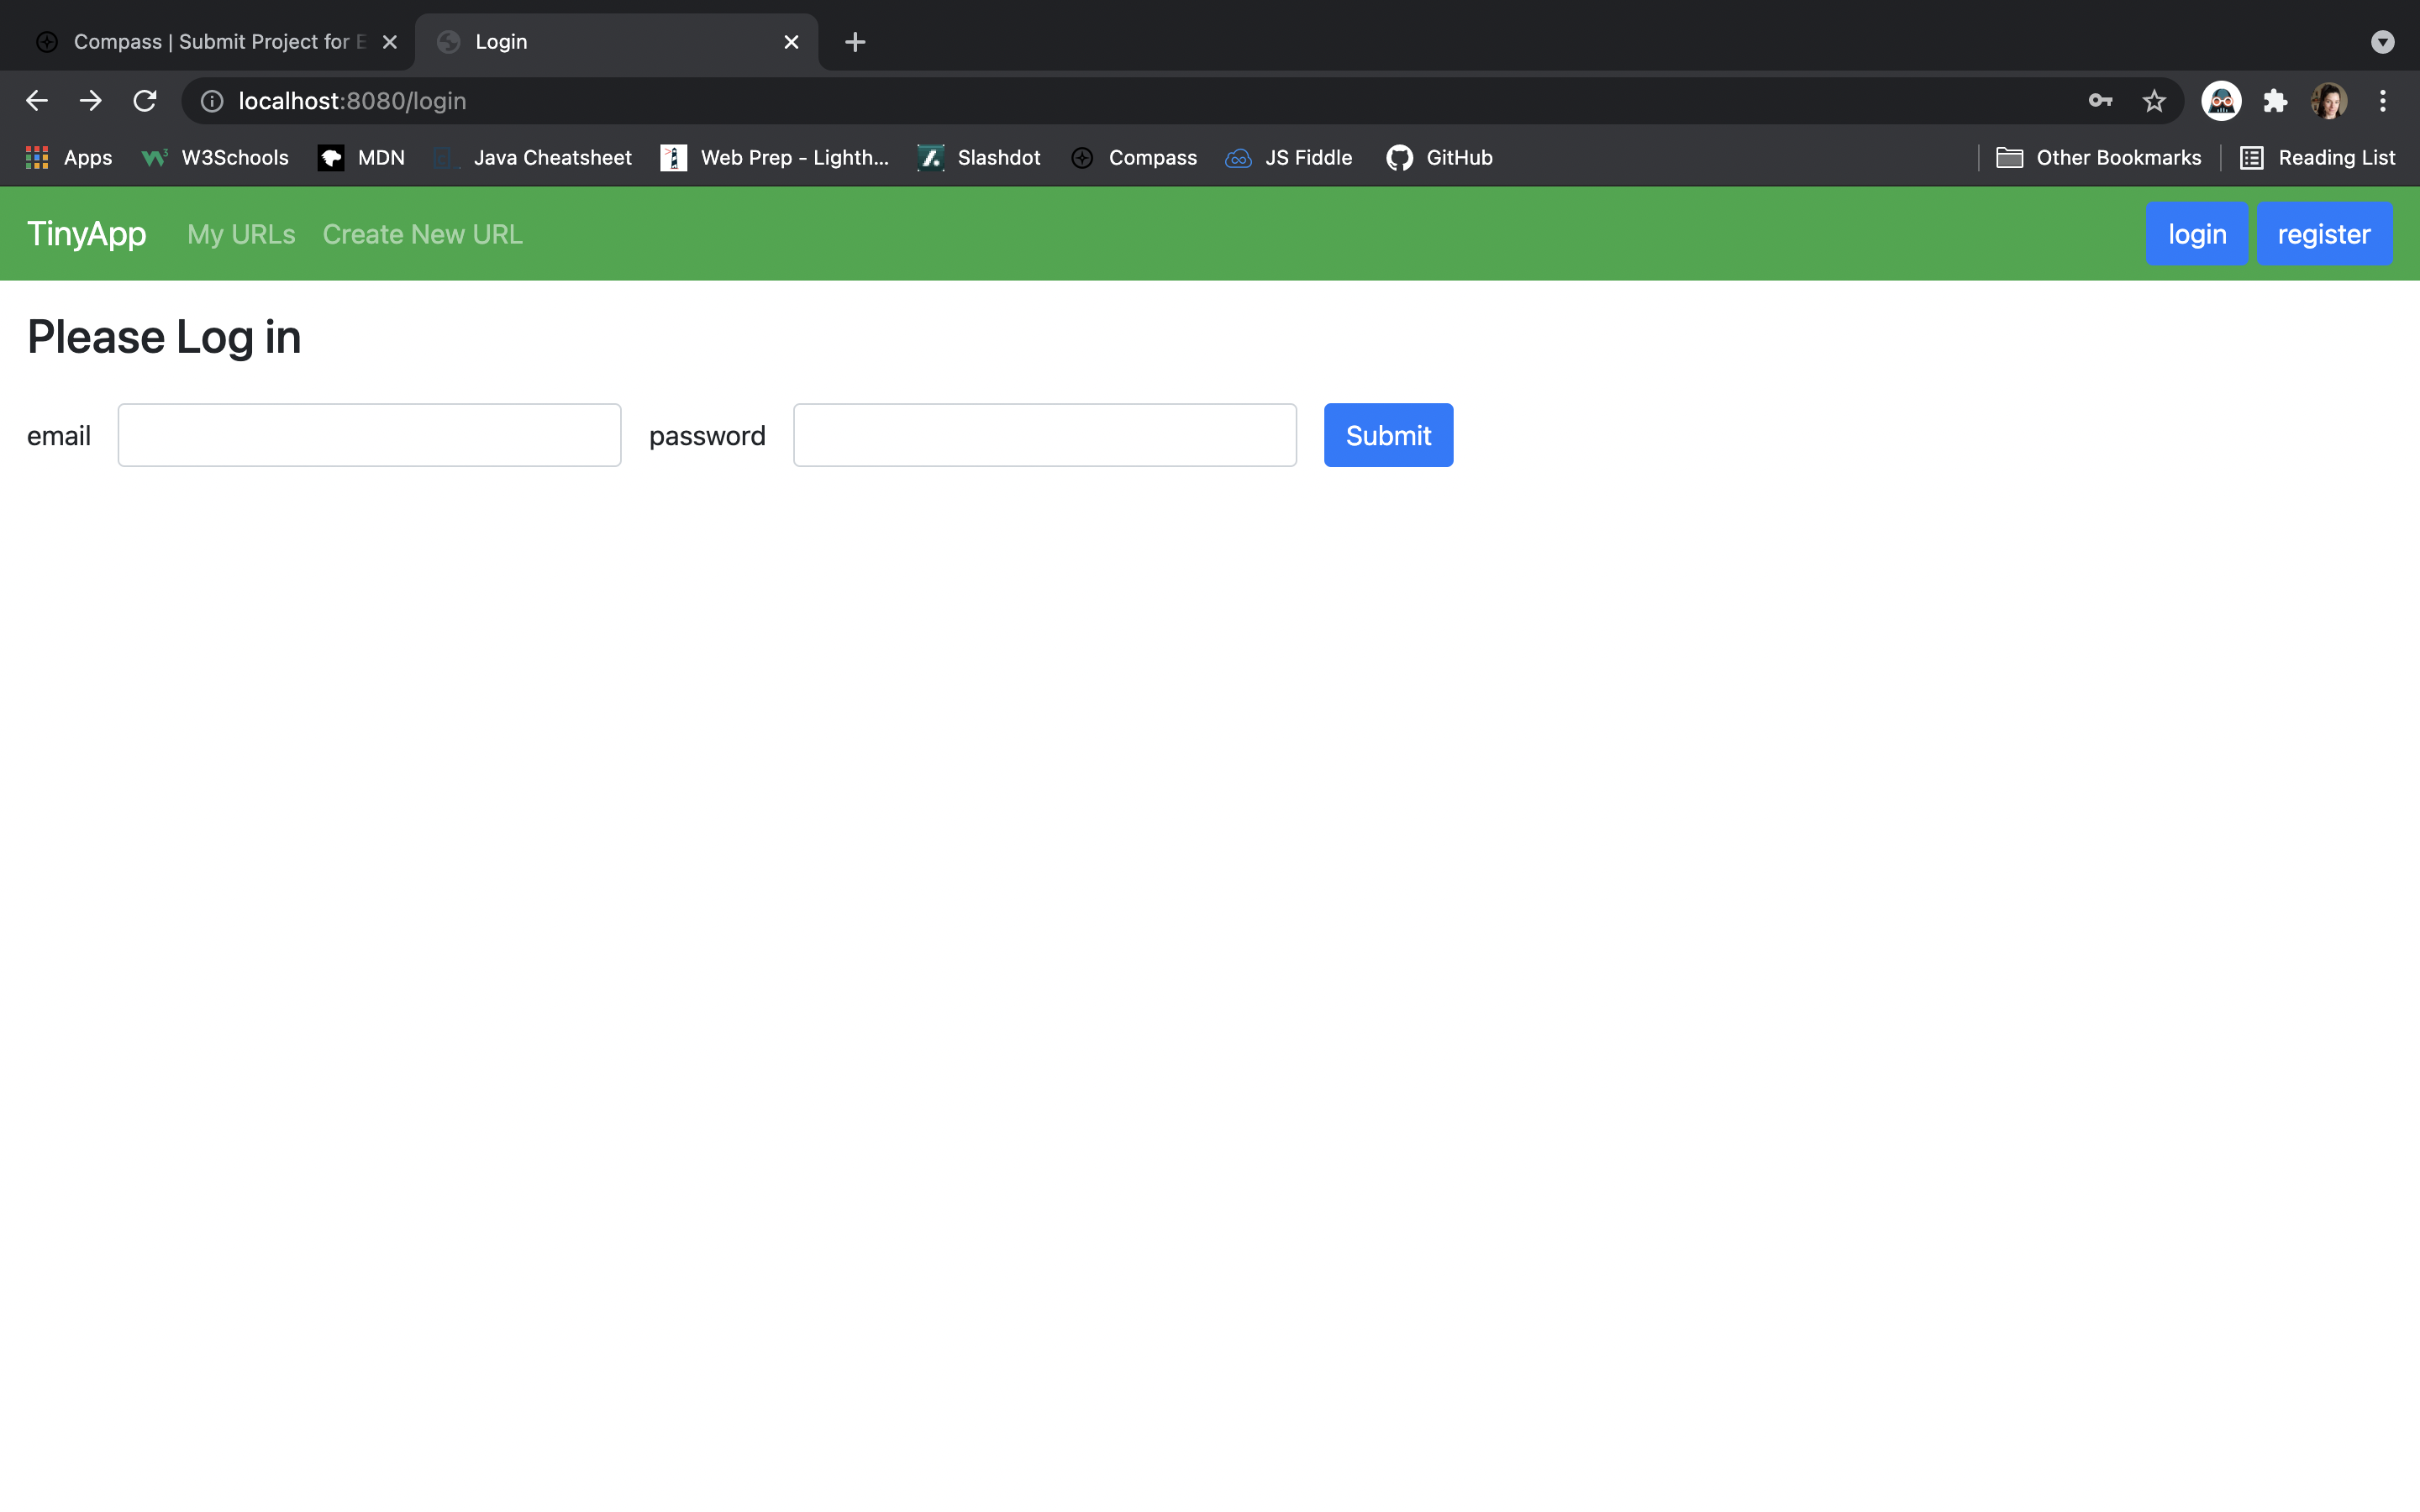 Compass | Submit Project for E
Login
localhost:8080/login
Apps W3Schools MDN Java Cheatsheet Web Prep - Lighth... Slashdot Compass JS Fiddle GitHub Other Bookmarks Reading List
TinyApp My URLs Create New URL login register
Please Log in
email password Submit